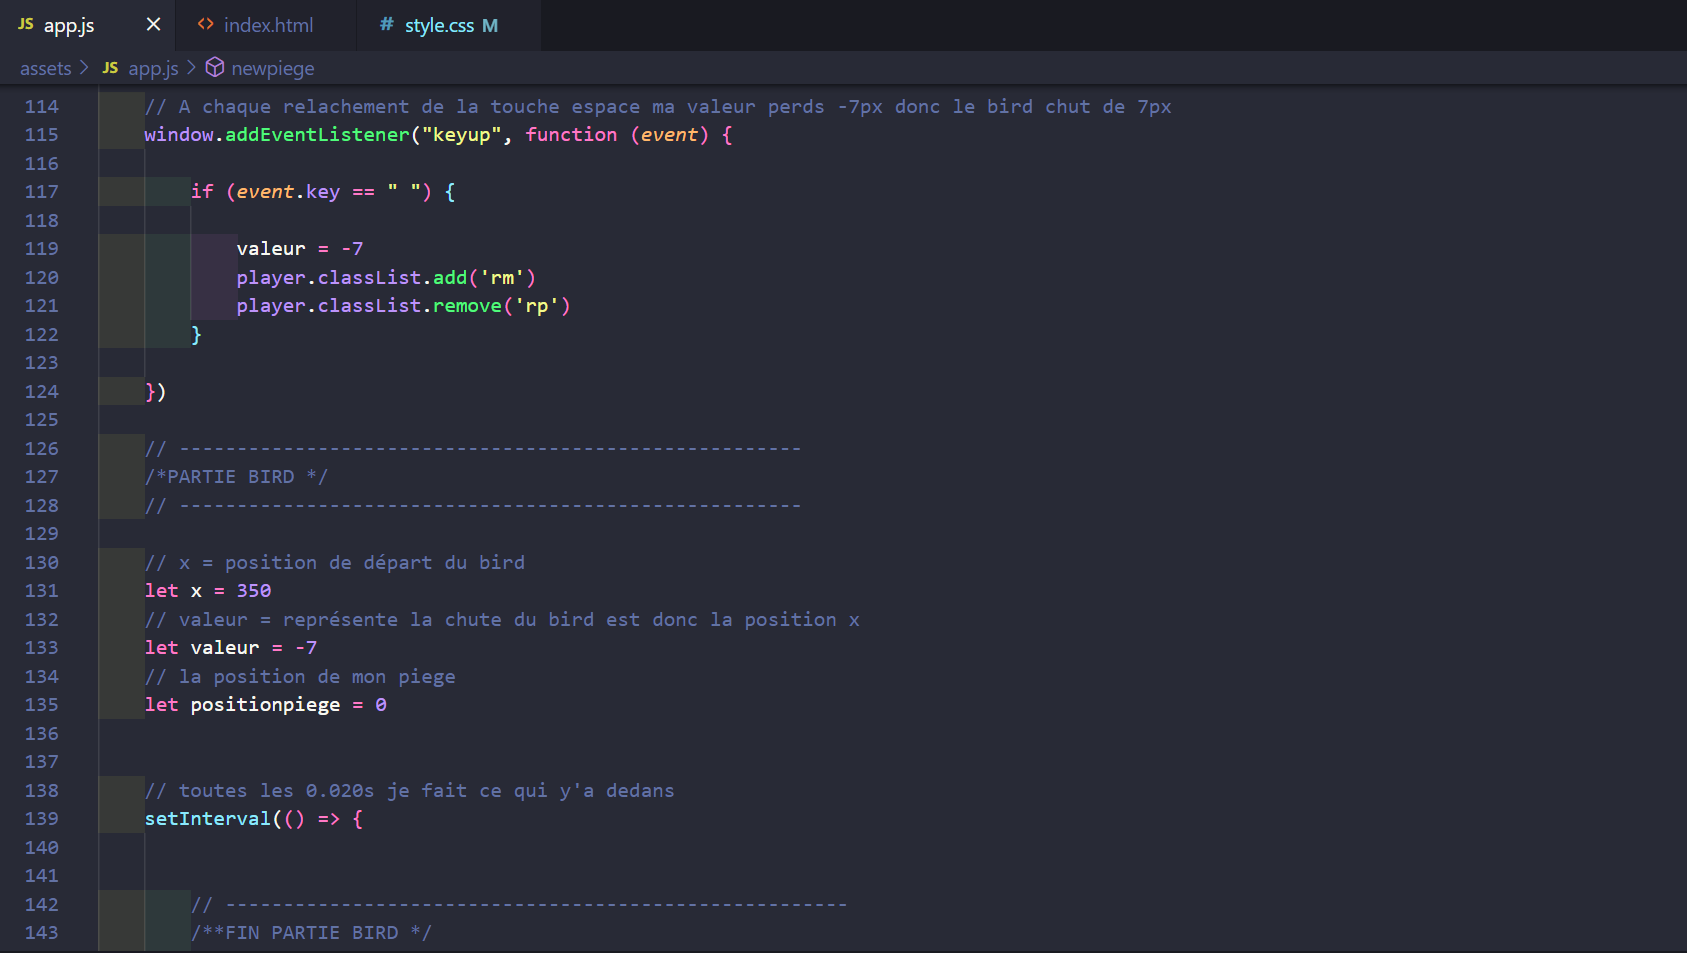 JS app.js × <> index.html # style.css M
assets > JS app.js > newpiege
114 // A chaque relachement de la touche espace ma valeur perds -7px donc le bird chut de 7px
115 window.addEventListener("keyup", function (event) {
116
117 if (event.key == " ") {
118
119 valeur = -7
120 player.classList.add('rm')
121 player.classList.remove('rp')
122 }
123
124 })
125
126 // ------------------------------------------------------
127 /*PARTIE BIRD */
128 // ------------------------------------------------------
129
130 // x = position de départ du bird
131 let x = 350
132 // valeur = représente la chute du bird est donc la position x
133 let valeur = -7
134 // la position de mon piege
135 let positionpiege = 0
136
137
138 // toutes les 0.020s je fait ce qui y'a dedans
139 setInterval(() => {
140
141
142 // ------------------------------------------------------
143 /**FIN PARTIE BIRD */